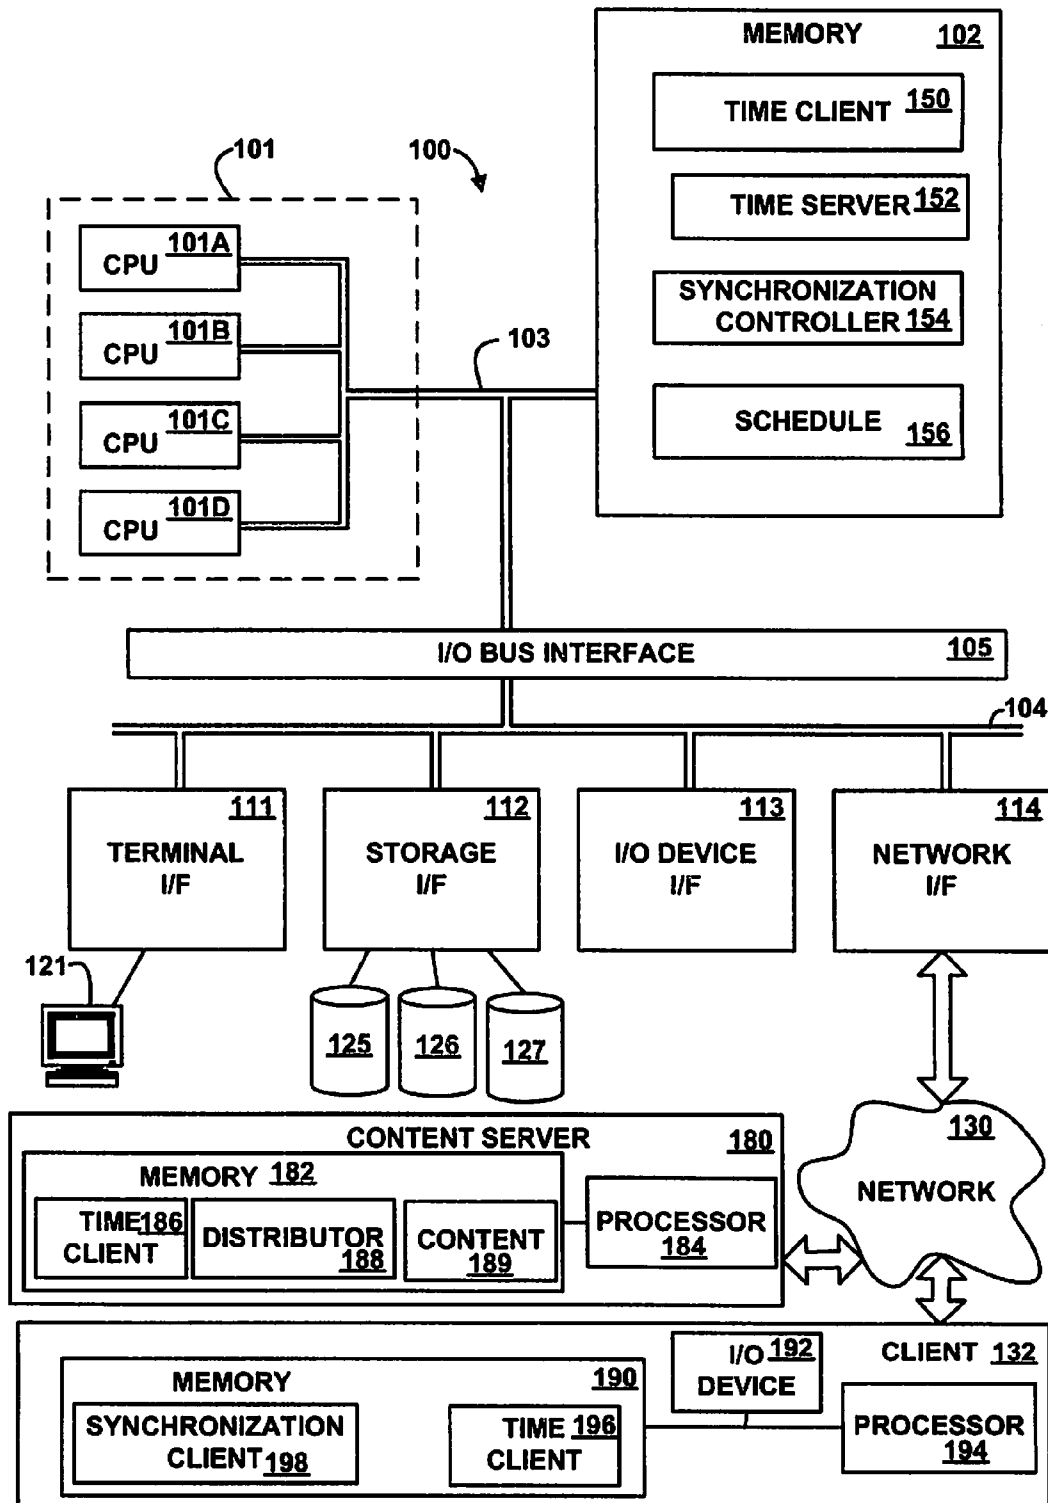 MEMORY 102
TIME CLIENT 150
TIME SERVER 152
SYNCHRONIZATION
CONTROLLER 154
SCHEDULE 156
101
100
CPU 101A
CPU 101B
CPU 101C
CPU 101D
103
I/O BUS INTERFACE 105
104
111
TERMINAL
I/F
112
STORAGE
I/F
113
I/O DEVICE
I/F
114
NETWORK
I/F
121
125
126
127
130
NETWORK
CONTENT SERVER 180
MEMORY 182
TIME 186
CLIENT
DISTRIBUTOR
188
CONTENT
189
PROCESSOR
184
CLIENT 132
MEMORY 190
SYNCHRONIZATION
CLIENT 198
TIME 196
CLIENT
I/O 192
DEVICE
PROCESSOR
194